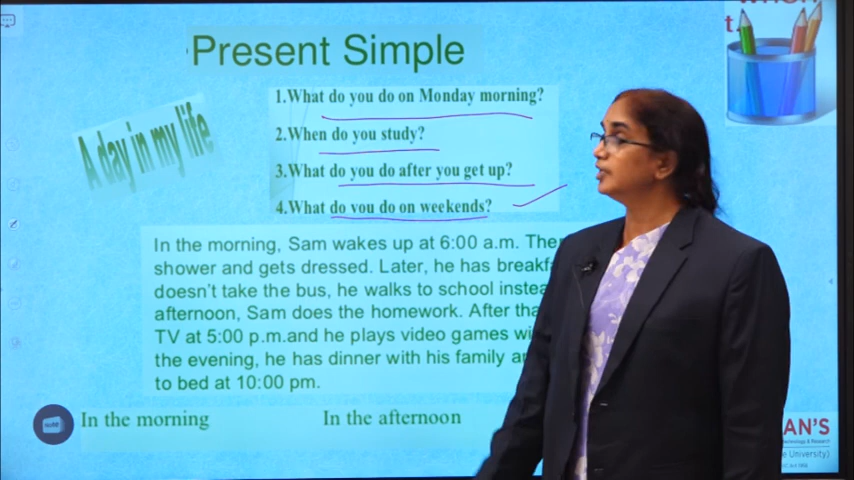 Present Simple
A day in my life
1.What do you do on Monday morning?
2.When do you study?
3.What do you do after you get up?
4.What do you do on weekends?
In the morning, Sam wakes up at 6:00 a.m. The
shower and gets dressed. Later, he has breakf
doesn't take the bus, he walks to school inste
afternoon, Sam does the homework. After tha
TV at 5:00 p.m.and he plays video games wi
the evening, he has dinner with his family a
to bed at 10:00 pm.
In the morning
In the afternoon
AN'S
e University)